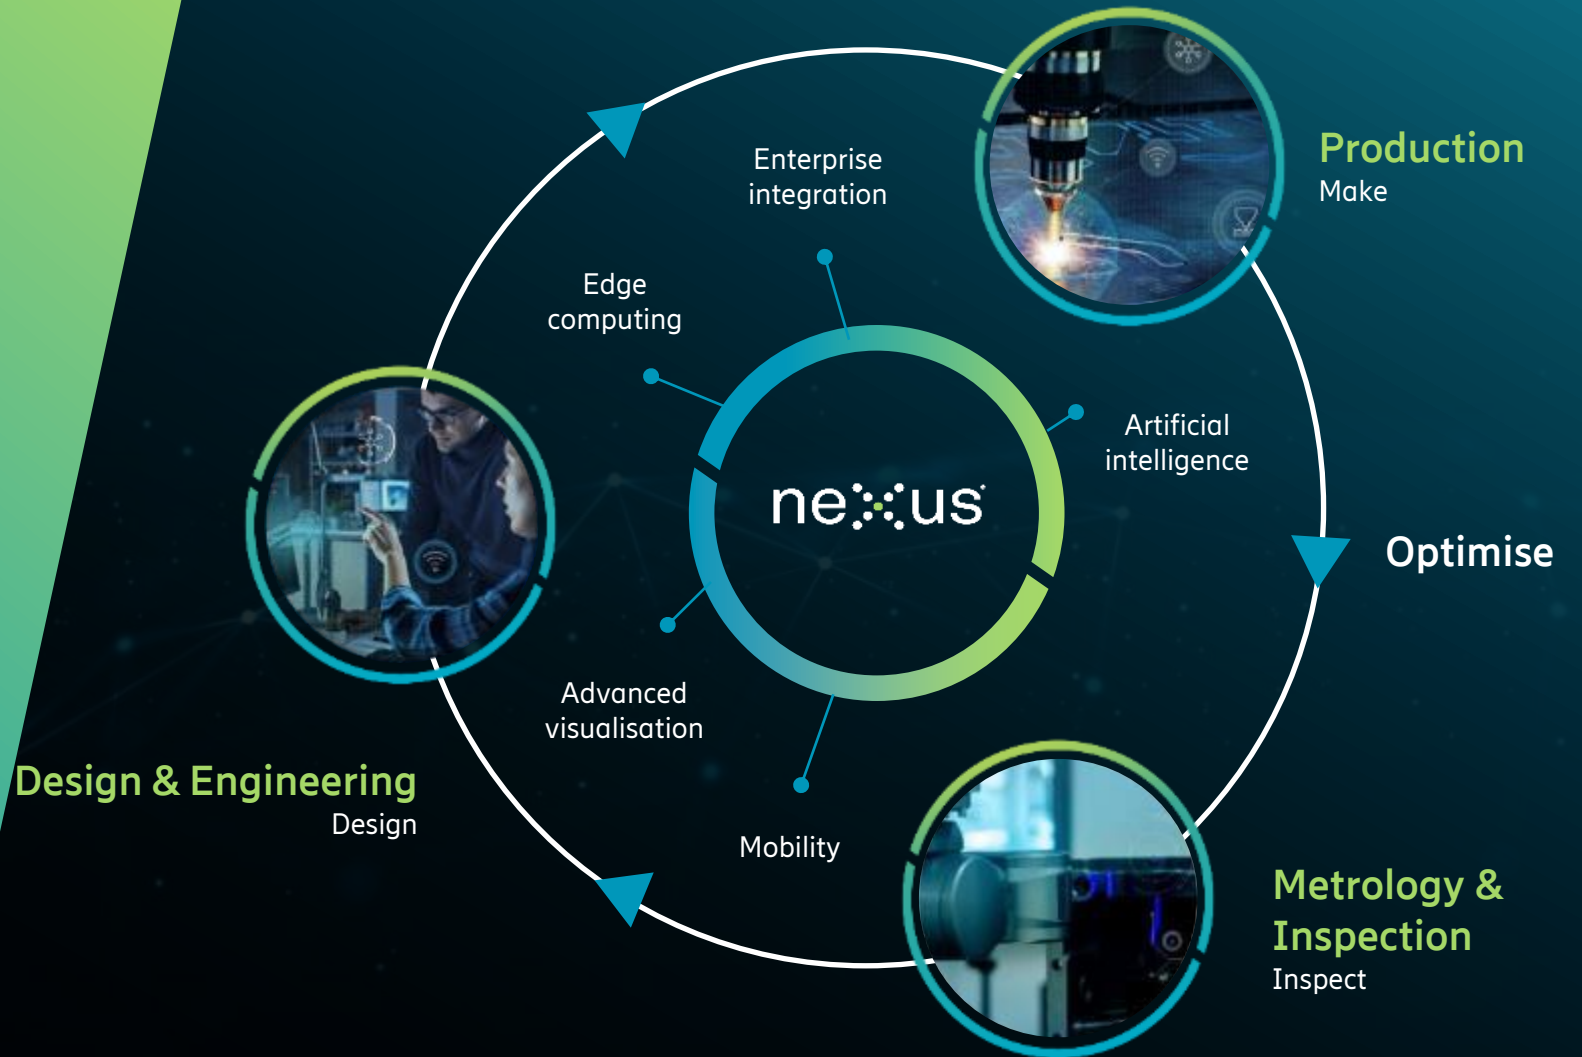 Production
Make
Enterprise
integration
Edge
computing
Artificial
intelligence
nexus
Optimise
Advanced
visualisation
Design & Engineering
Design
Mobility
Metrology &
Inspection
Inspect